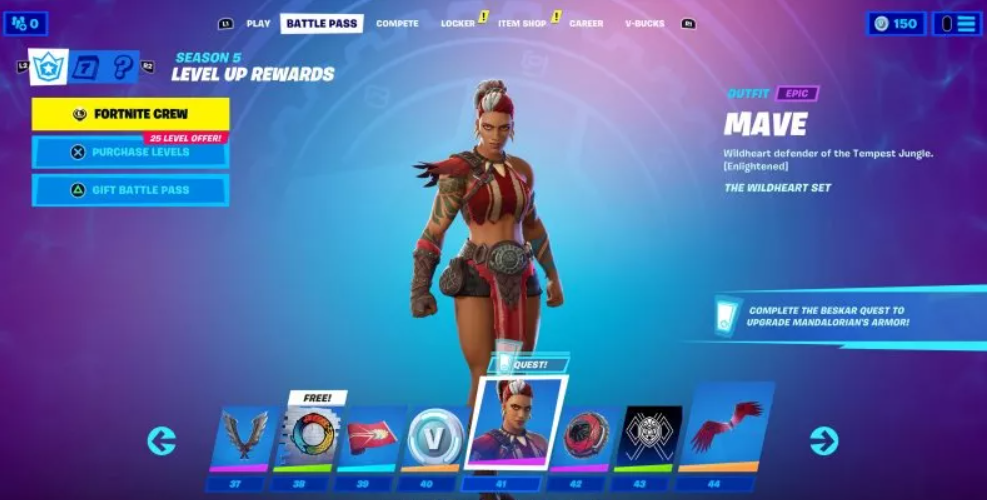 0
L1
PLAY
BATTLE PASS
COMPETE
LOCKER
!
ITEM SHOP
!
CAREER
V-BUCKS
R1
150
L2
7
?
R2
SEASON 5
LEVEL UP REWARDS
FORTNITE CREW
25 LEVEL OFFER!
PURCHASE LEVELS
GIFT BATTLE PASS
OUTFIT EPIC
MAVE
Wildheart defender of the Tempest Jungle.
[Enlightened]
THE WILDHEART SET
COMPLETE THE BESKAR QUEST TO
UPGRADE MANDALORIAN'S ARMOR!
QUEST!
FREE!
V
37
38
39
40
41
42
43
44